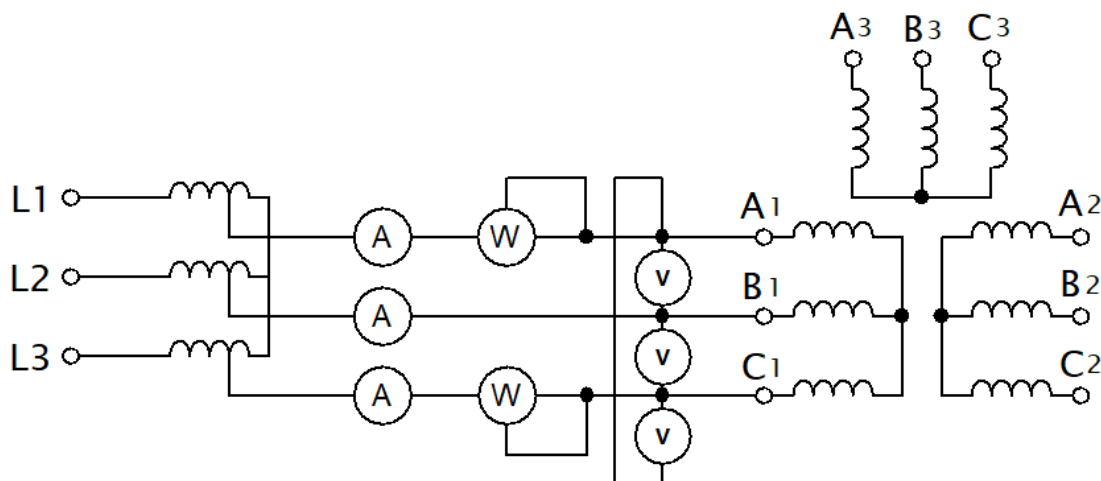 A3 B3 C3
L1 A W A1 A2
V
L2 A B1 B2
V
L3 A W C1 C2
V